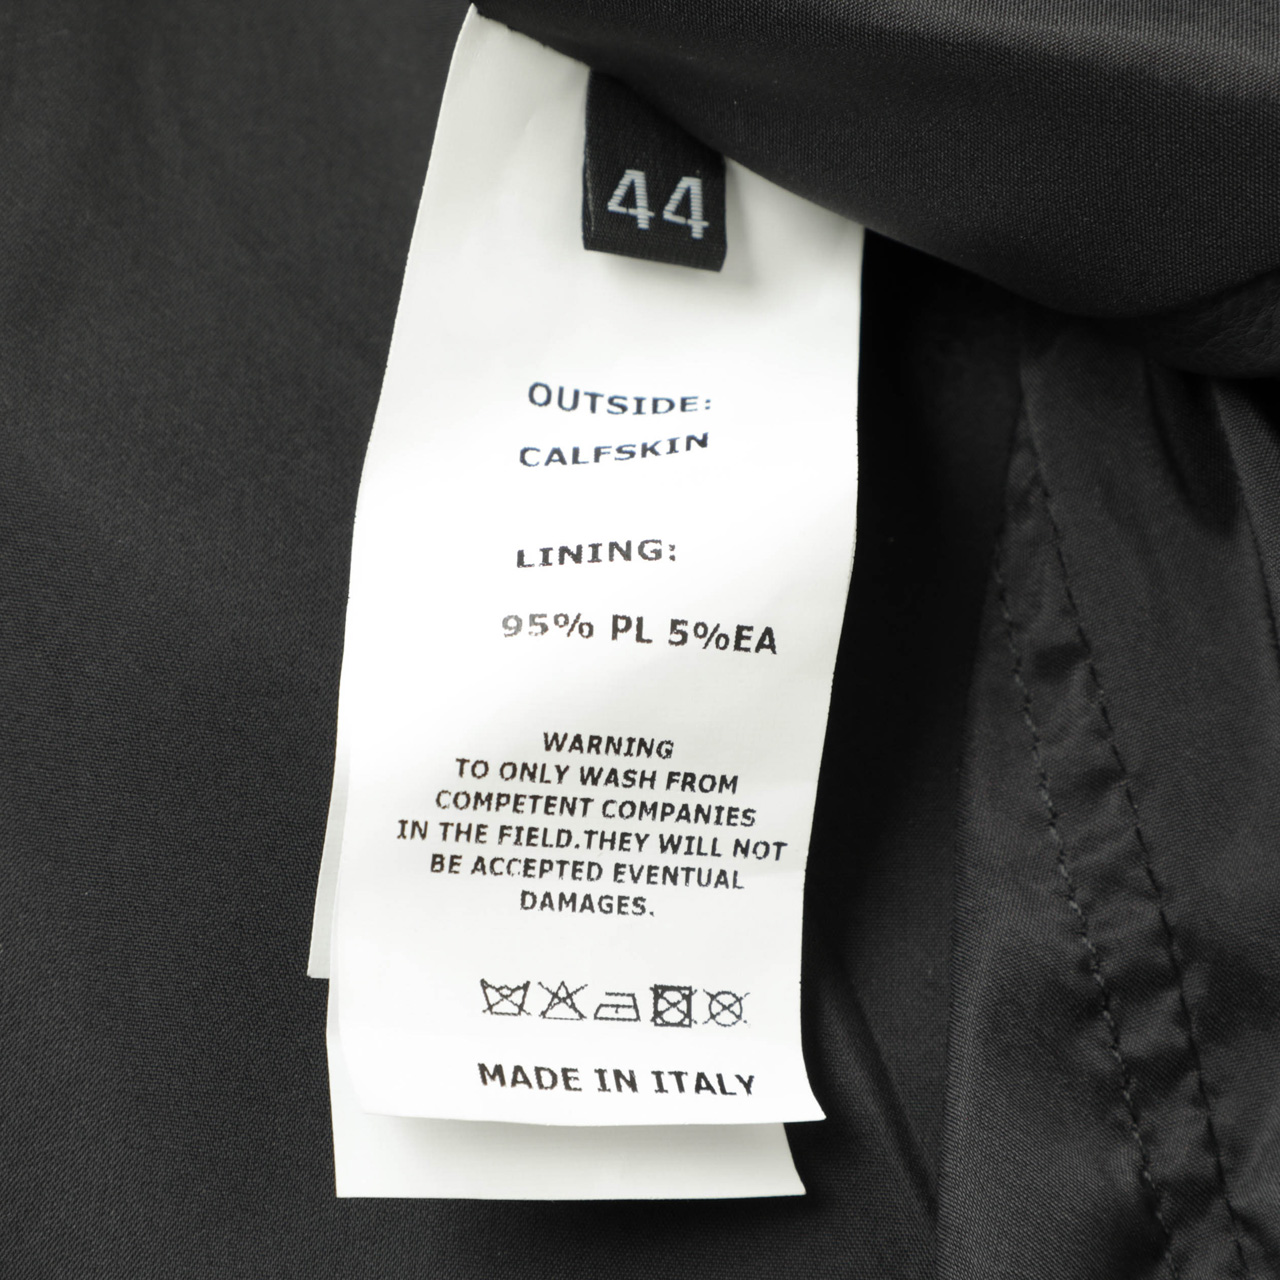 44
OUTSIDE:
CALFSKIN
LINING:
95% PL 5%EA
WARNING
TO ONLY WASH FROM
COMPETENT COMPANIES
IN THE FIELD.THEY WILL NOT
BE ACCEPTED EVENTUAL
DAMAGES.
MADE IN ITALY